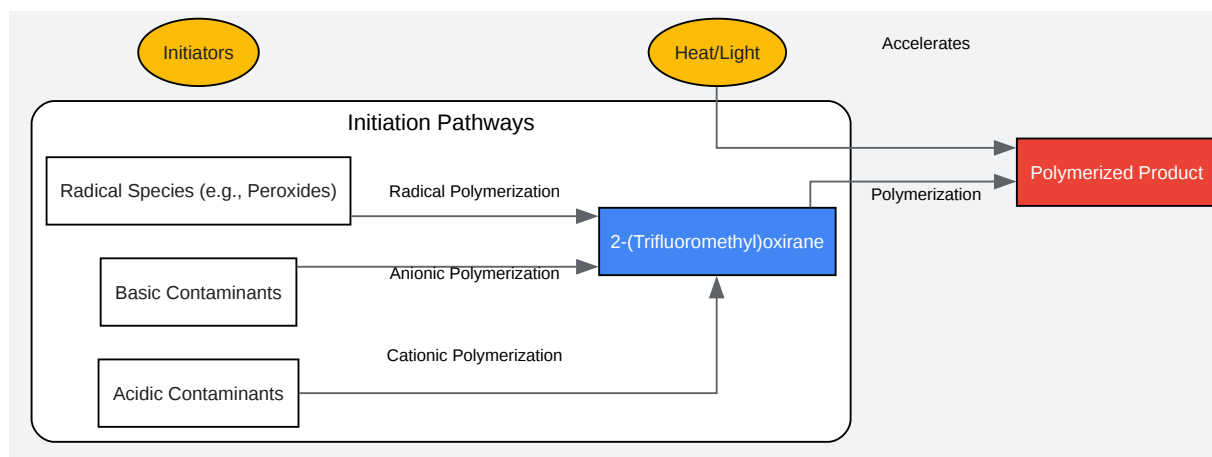 Initiators
Heat/Light
Accelerates
Initiation Pathways
Radical Species (e.g., Peroxides)
Radical Polymerization
Polymerized Product
Polymerization
2-(Trifluoromethyl)oxirane
Anionic Polymerization
Basic Contaminants
Cationic Polymerization
Acidic Contaminants